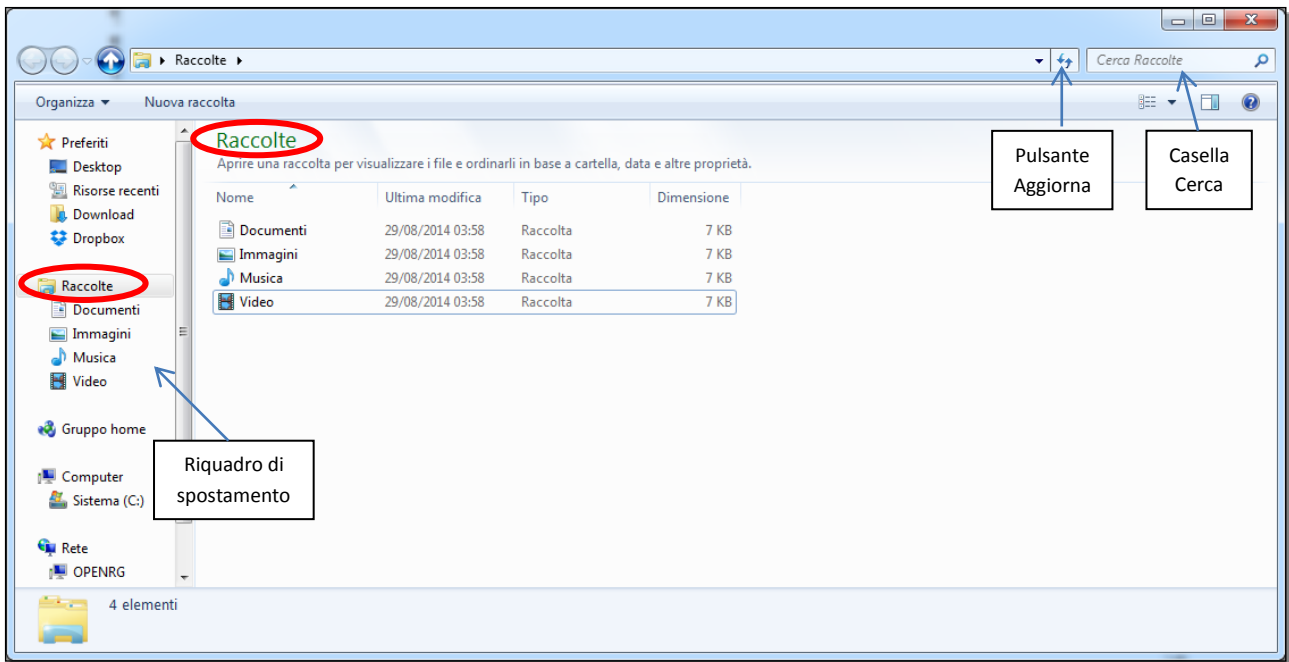 Raccolte
Cerca Raccolte
Organizza
Nuova raccolta
Preferiti
Desktop
Risorse recenti
Download
Dropbox
Raccolte
Documenti
Immagini
Musica
Video
Gruppo home
Computer
Sistema (C:)
Rete
OPENRG
Raccolte
Aprire una raccolta per visualizzare i file e ordinarli in base a cartella, data e altre proprietà.
Nome Ultima modifica Tipo Dimensione
Documenti 29/08/2014 03:58 Raccolta 7 KB
Immagini 29/08/2014 03:58 Raccolta 7 KB
Musica 29/08/2014 03:58 Raccolta 7 KB
Video 29/08/2014 03:58 Raccolta 7 KB
Pulsante
Aggiorna
Casella
Cerca
Riquadro di
spostamento
4 elementi